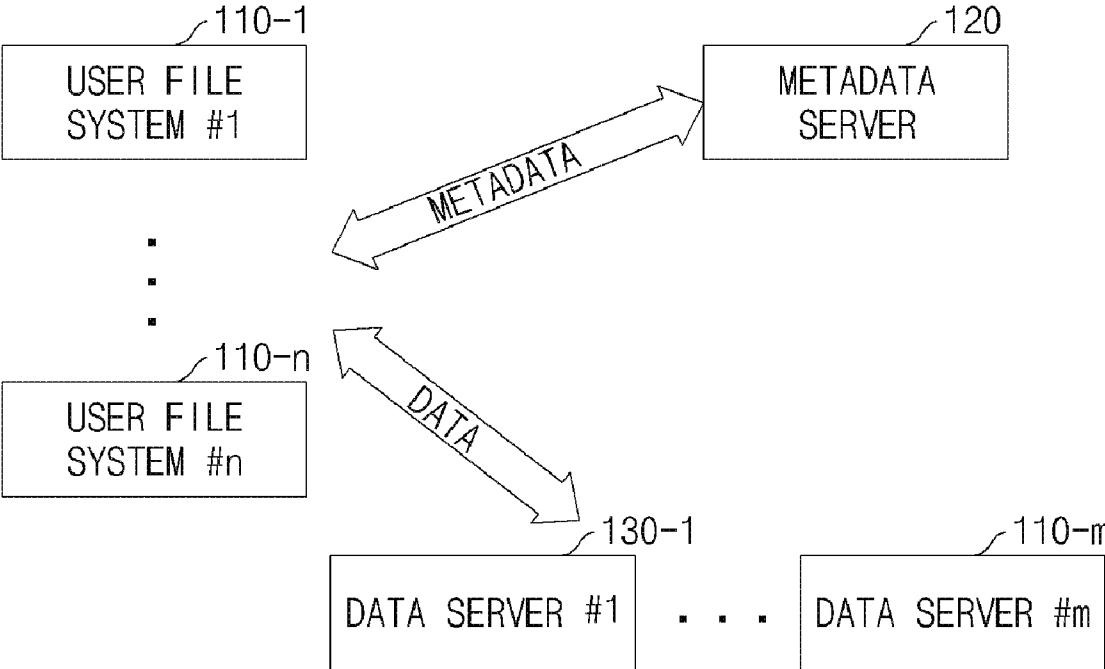 110-1
USER FILE
SYSTEM #1
120
METADATA
SERVER
METADATA
110-n
USER FILE
SYSTEM #n
DATA
130-1
DATA SERVER #1
110-m
DATA SERVER #m